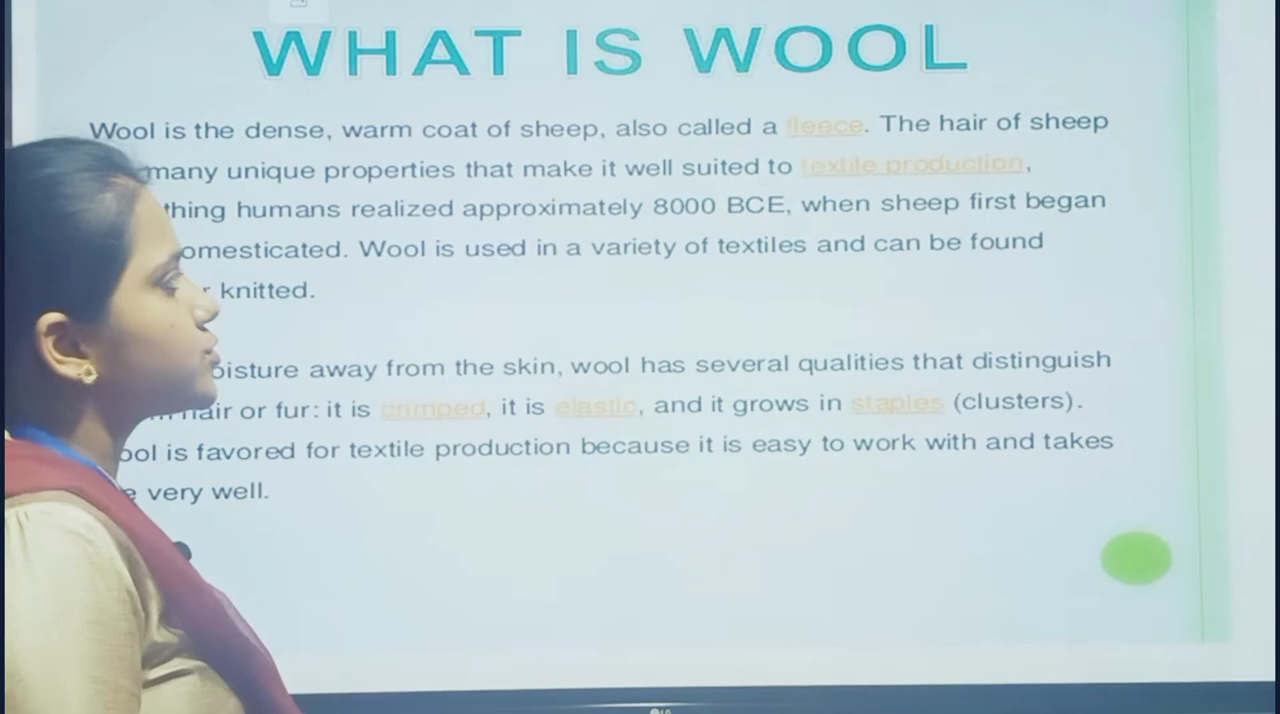 WHAT IS WOOL
Wool is the dense, warm coat of sheep, also called a fleece. The hair of sheep
many unique properties that make it well suited to textile production,
thing humans realized approximately 8000 BCE, when sheep first began
omesticated. Wool is used in a variety of textiles and can be found
r knitted.
oisture away from the skin, wool has several qualities that distinguish
hair or fur: it is crimped, it is elastic, and it grows in staples (clusters).
ool is favored for textile production because it is easy to work with and takes
e very well.
LG